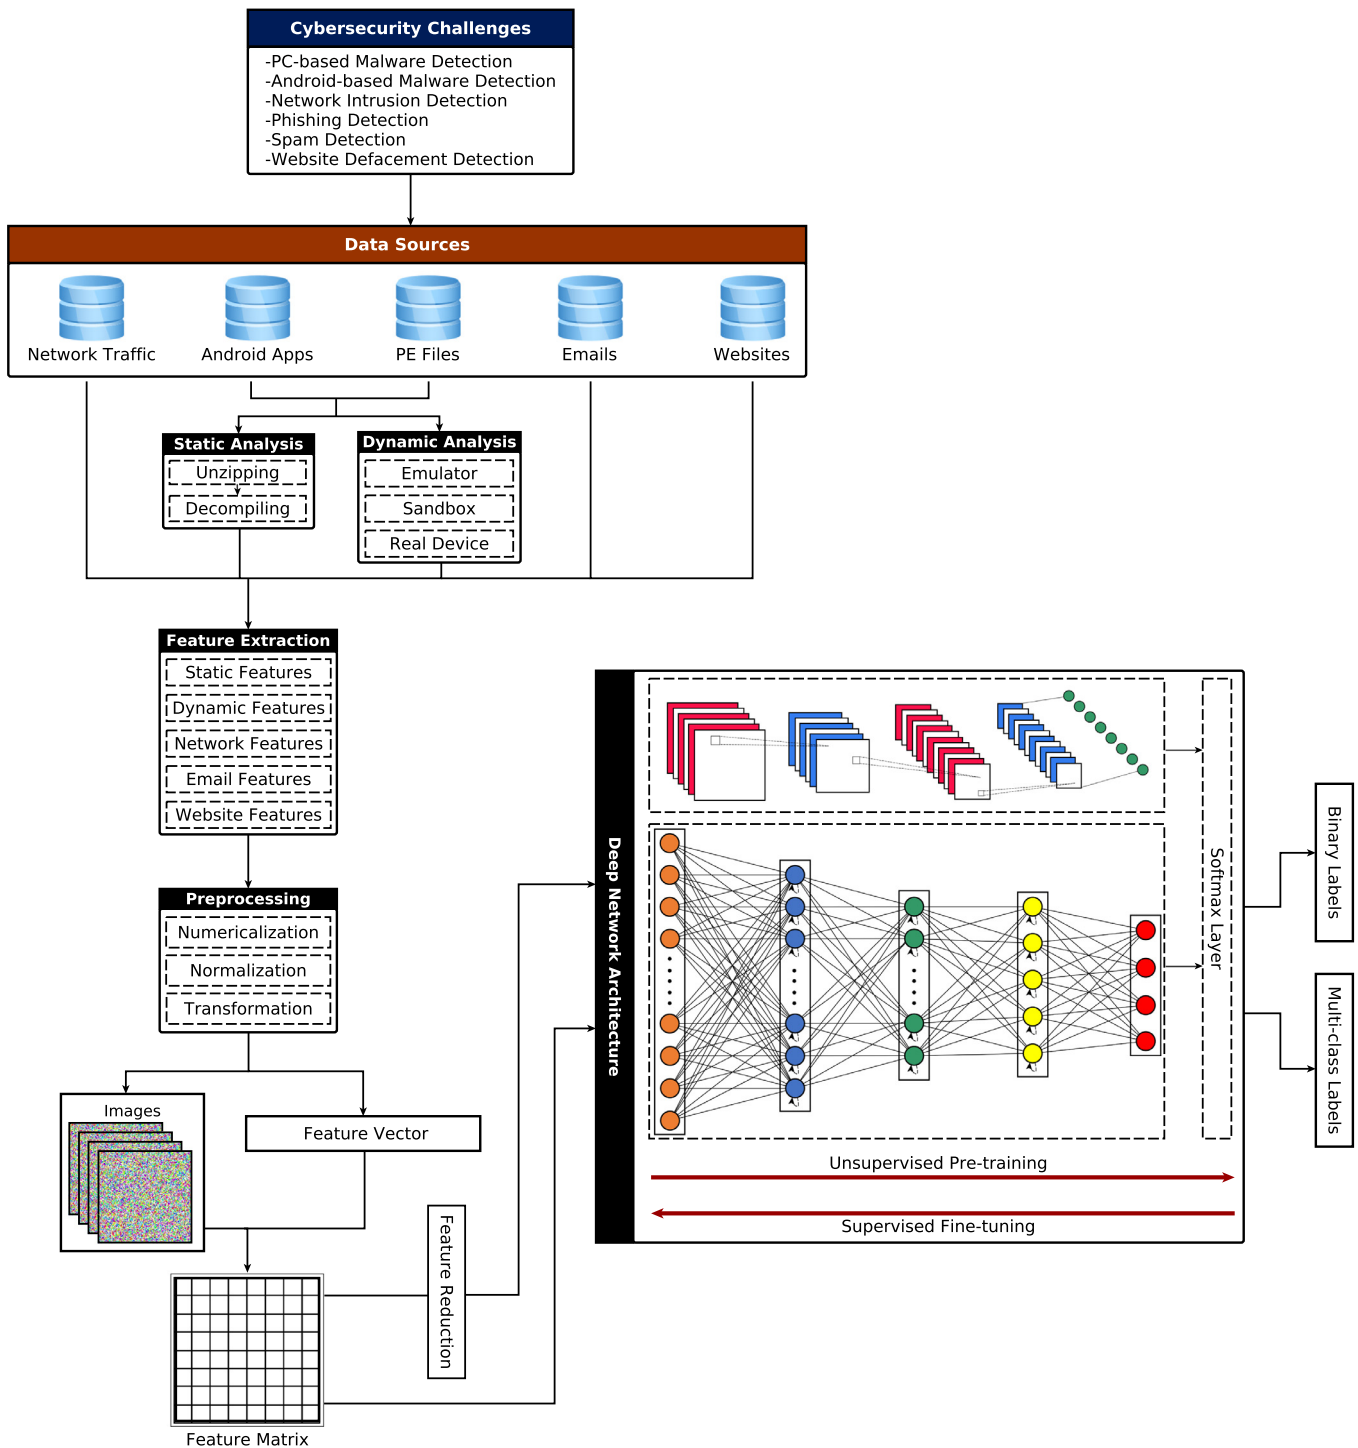 Cybersecurity Challenges
-PC-based Malware Detection
-Android-based Malware Detection
-Network Intrusion Detection
-Phishing Detection
-Spam Detection
-Website Defacement Detection
Data Sources
Network Traffic
Android Apps
PE Files
Emails
Websites
Static Analysis
Unzipping
Decompiling
Dynamic Analysis
Emulator
Sandbox
Real Device
Feature Extraction
Static Features
Dynamic Features
Network Features
Email Features
Website Features
Preprocessing
Numericalization
Normalization
Transformation
Images
Feature Vector
Feature Matrix
Feature Reduction
Deep Network Architecture
Softmax Layer
Unsupervised Pre-training
Supervised Fine-tuning
Binary Labels
Multi-class Labels